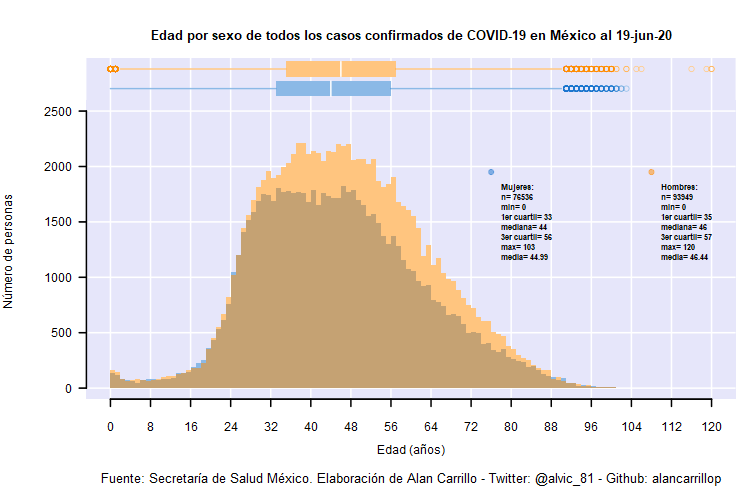 Edad por sexo de todos los casos confirmados de COVID-19 en México al 19-jun-20
2500
2000
1500
1000
500
0
Número de personas
Mujeres:
n= 76536
min= 0
1er cuartil= 33
mediana= 44
3er cuartil= 56
max= 103
media= 44.99
Hombres:
n= 93949
min= 0
1er cuartil= 35
mediana= 46
3er cuartil= 57
max= 120
media= 46.44
0 8 16 24 32 40 48 56 64 72 80 88 96 104 112 120
Edad (años)
Fuente: Secretaría de Salud México. Elaboración de Alan Carrillo - Twitter: @alvic_81 - Github: alancarrillop